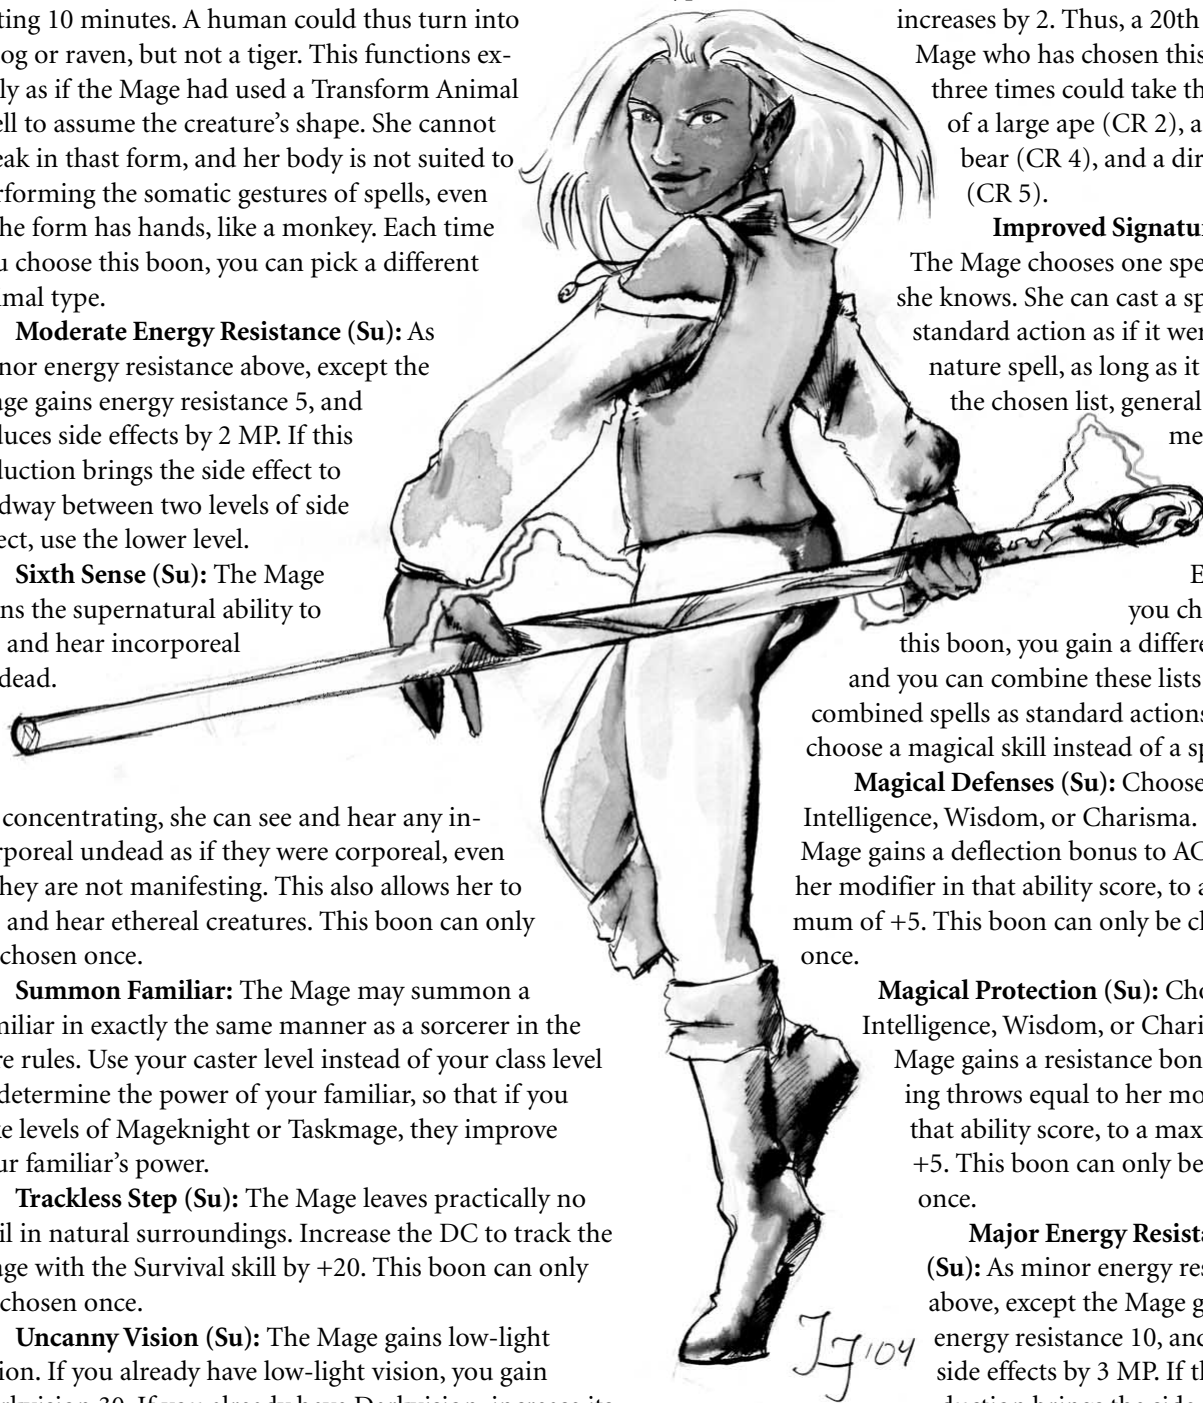 ting 10 minutes. A human could thus turn into
og or raven, but not a tiger. This functions ex-
ly as if the Mage had used a Transform Animal
ell to assume the creature’s shape. She cannot
eak in thast form, and her body is not suited to
rforming the somatic gestures of spells, even
he form has hands, like a monkey. Each time
u choose this boon, you can pick a different
imal type.
Moderate Energy Resistance (Su): As
nor energy resistance above, except the
age gains energy resistance 5, and
duces side effects by 2 MP. If this
duction brings the side effect to
dway between two levels of side
ect, use the lower level.
Sixth Sense (Su): The Mage
ns the supernatural ability to
and hear incorporeal
dead.
concentrating, she can see and hear any in-
rporeal undead as if they were corporeal, even
hey are not manifesting. This also allows her to
and hear ethereal creatures. This boon can only
chosen once.
Summon Familiar: The Mage may summon a
miliar in exactly the same manner as a sorcerer in the
re rules. Use your caster level instead of your class level
determine the power of your familiar, so that if you
ke levels of Mageknight or Taskmage, they improve
ur familiar’s power.
Trackless Step (Su): The Mage leaves practically no
il in natural surroundings. Increase the DC to track the
age with the Survival skill by +20. This boon can only
chosen once.
Uncanny Vision (Su): The Mage gains low-light
ion. If you already have low-light vision, you gain
increases by 2. Thus, a 20th
Mage who has chosen this
three times could take th
of a large ape (CR 2), a
bear (CR 4), and a dir
(CR 5).
Improved Signatu
The Mage chooses one spe
she knows. She can cast a sp
standard action as if it wer
nature spell, as long as it
the chosen list, general
me
E
you ch
this boon, you gain a differe
and you can combine these lists
combined spells as standard actions
choose a magical skill instead of a sp
Magical Defenses (Su): Choose
Intelligence, Wisdom, or Charisma.
Mage gains a deflection bonus to AC
her modifier in that ability score, to a
mum of +5. This boon can only be cl
once.
Magical Protection (Su): Cho
Intelligence, Wisdom, or Chari
Mage gains a resistance bon
ing throws equal to her mo
that ability score, to a max
+5. This boon can only be
once.
Major Energy Resista
(Su): As minor energy res
above, except the Mage g
energy resistance 10, and
side effects by 3 MP. If th
JJ '04